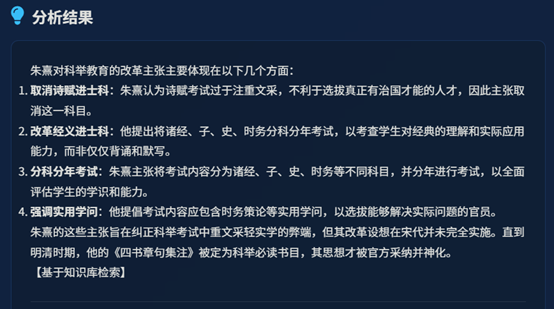 分析结果
朱熹对科举教育的改革主张主要体现在以下几个方面：
1. 取消诗赋进士科：朱熹认为诗赋考试过于注重文采，不利于选拔真正有治国才能的人才，因此主张取
消这一科目。
2. 改革经义进士科：他提出将诸经、子、史、时务分科分年考试，以考查学生对经典的理解和实际应用
能力，而非仅仅背诵和默写。
3. 分科分年考试：朱熹主张将考试内容分为诸经、子、史、时务等不同科目，并分年进行考试，以全面
评估学生的学识和能力。
4. 强调实用学问：他提倡考试内容应包含时务策论等实用学问，以选拔能够解决实际问题的官员。
朱熹的这些主张旨在纠正科举考试中重文采轻实学的弊端，但其改革设想在宋代并未完全实施。直到
明清时期，他的《四书章句集注》被定为科举必读书目，其思想才被官方采纳并神化。
【基于知识库检索】